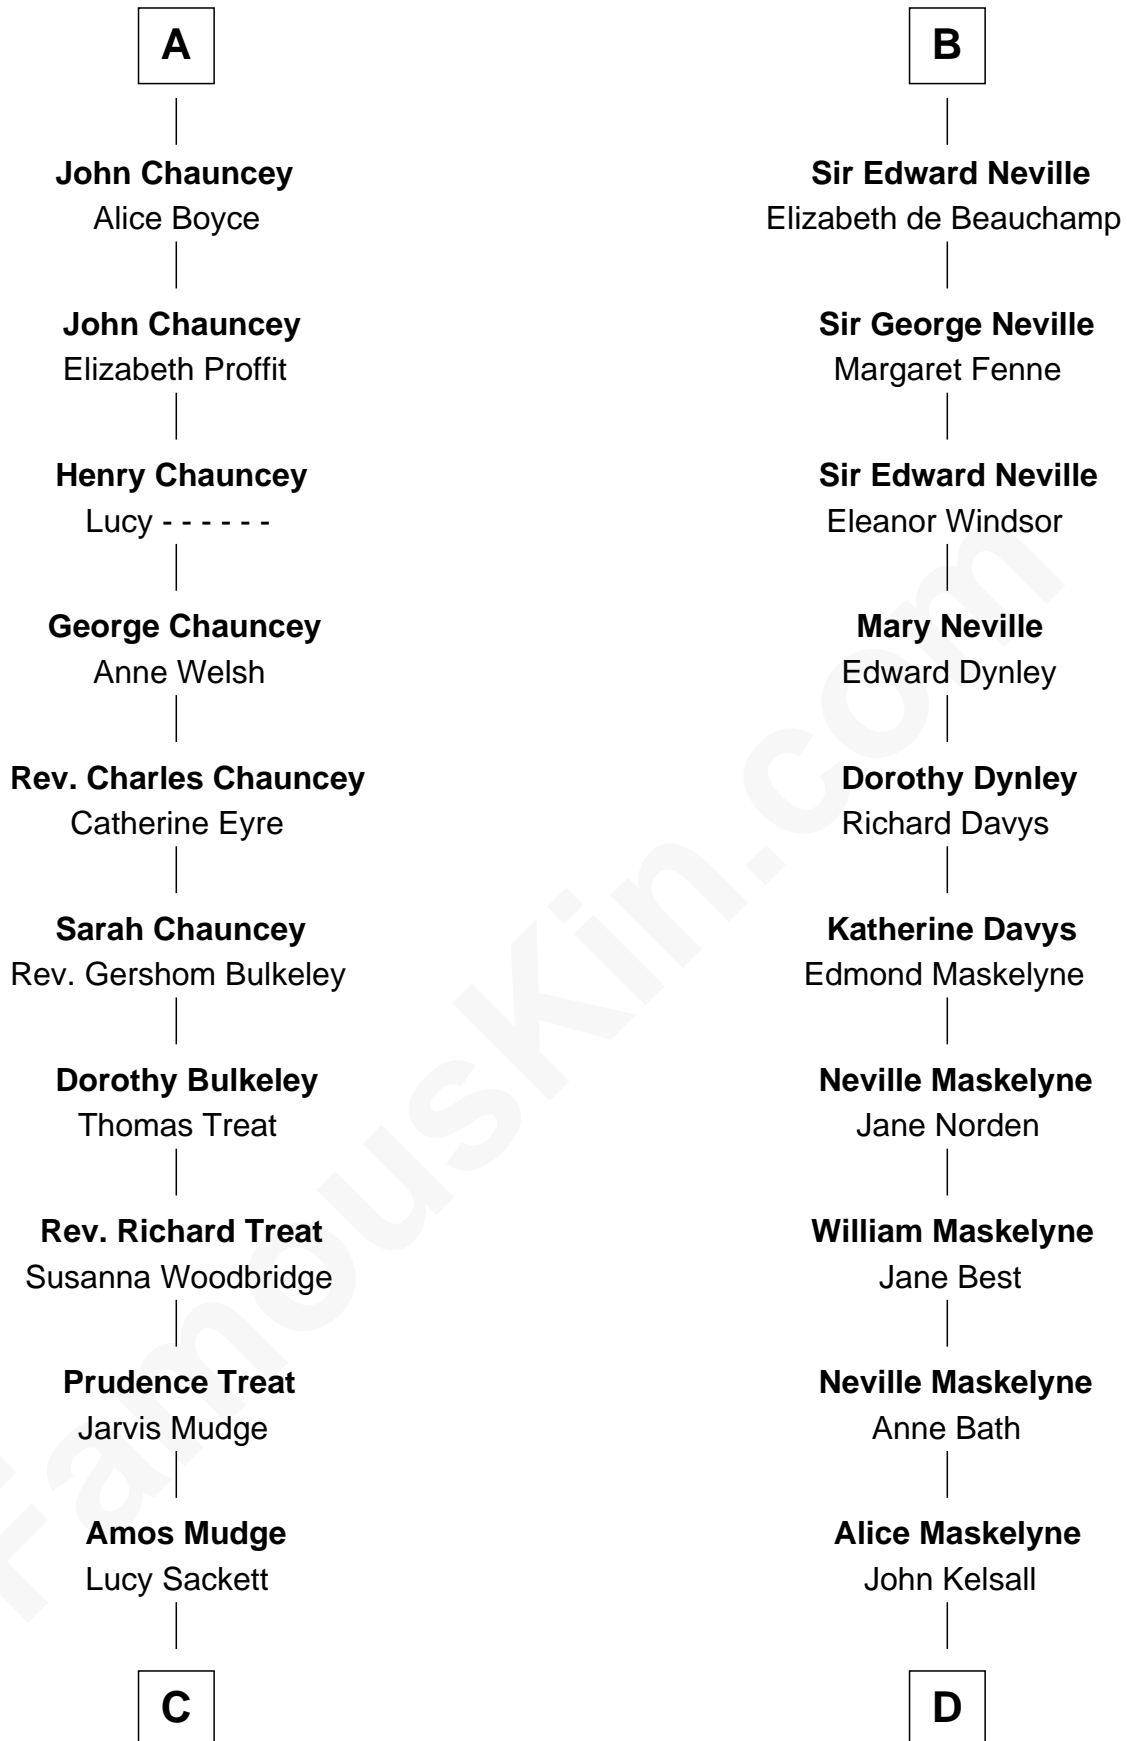 A
John Chauncey
Alice Boyce
John Chauncey
Elizabeth Proffit
Henry Chauncey
Lucy - - - - - -
George Chauncey
Anne Welsh
Rev. Charles Chauncey
Catherine Eyre
Sarah Chauncey
Rev. Gershom Bulkeley
Dorothy Bulkeley
Thomas Treat
Rev. Richard Treat
Susanna Woodbridge
Prudence Treat
Jarvis Mudge
Amos Mudge
Lucy Sackett
C
B
Sir Edward Neville
Elizabeth de Beauchamp
Sir George Neville
Margaret Fenne
Sir Edward Neville
Eleanor Windsor
Mary Neville
Edward Dynley
Dorothy Dynley
Richard Davys
Katherine Davys
Edmond Maskelyne
Neville Maskelyne
Jane Norden
William Maskelyne
Jane Best
Neville Maskelyne
Anne Bath
Alice Maskelyne
John Kelsall
D
FamousKin.com